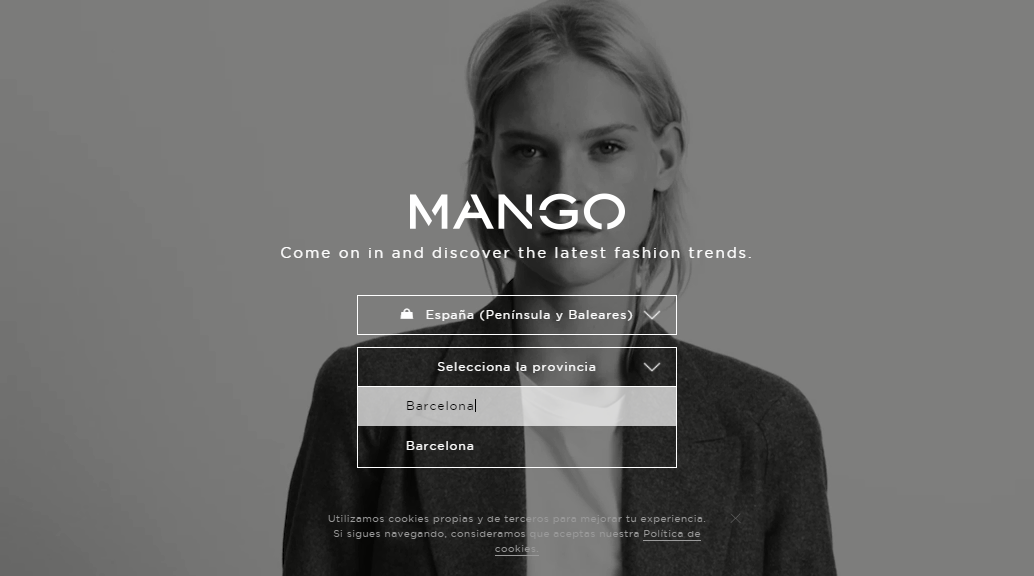 MANGO
Come on in and discover the latest fashion trends.
España (Península y Baleares)
Selecciona la provincia
Barcelona
Barcelona
Utilizamos cookies propias y de terceros para mejorar tu experiencia.
Si sigues navegando, consideramos que aceptas nuestra Política de
cookies.